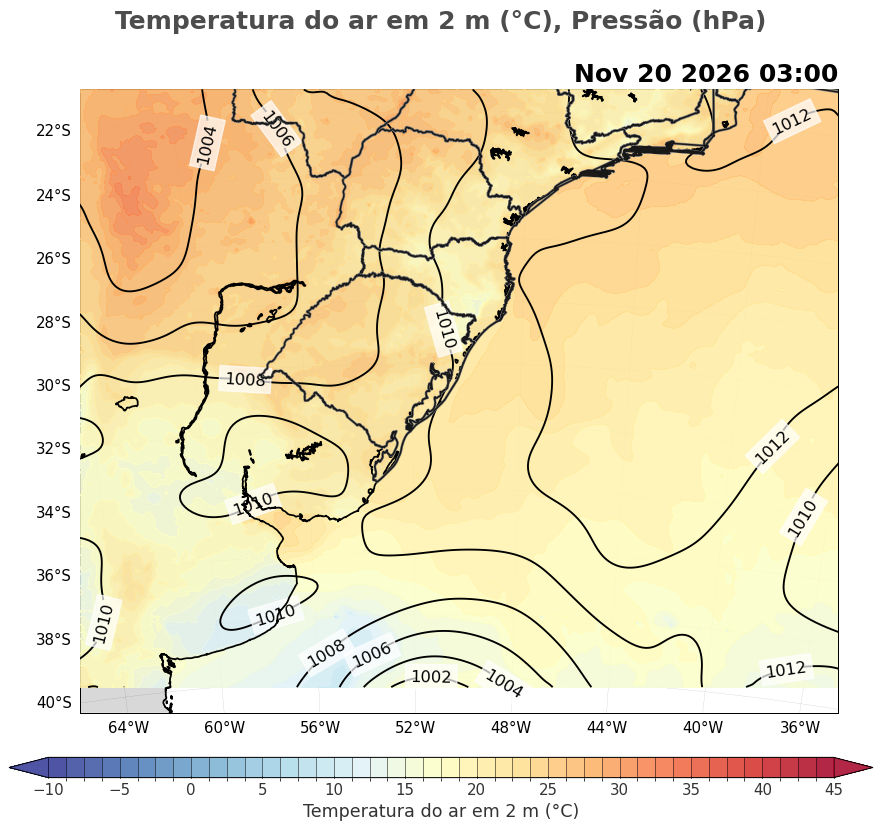 Temperatura do ar em 2 m (°C), Pressão (hPa)
Nov 20 2026 03:00
22°S
24°S
26°S
28°S
30°S
32°S
34°S
36°S
38°S
40°S
1004
1006
1012
1010
1008
1012
1010
1010
1010
1010
1008
1006
1002
1004
1012
64°W
60°W
56°W
52°W
48°W
44°W
40°W
36°W
−10
−5
0
5
10
15
20
25
30
35
40
45
Temperatura do ar em 2 m (°C)